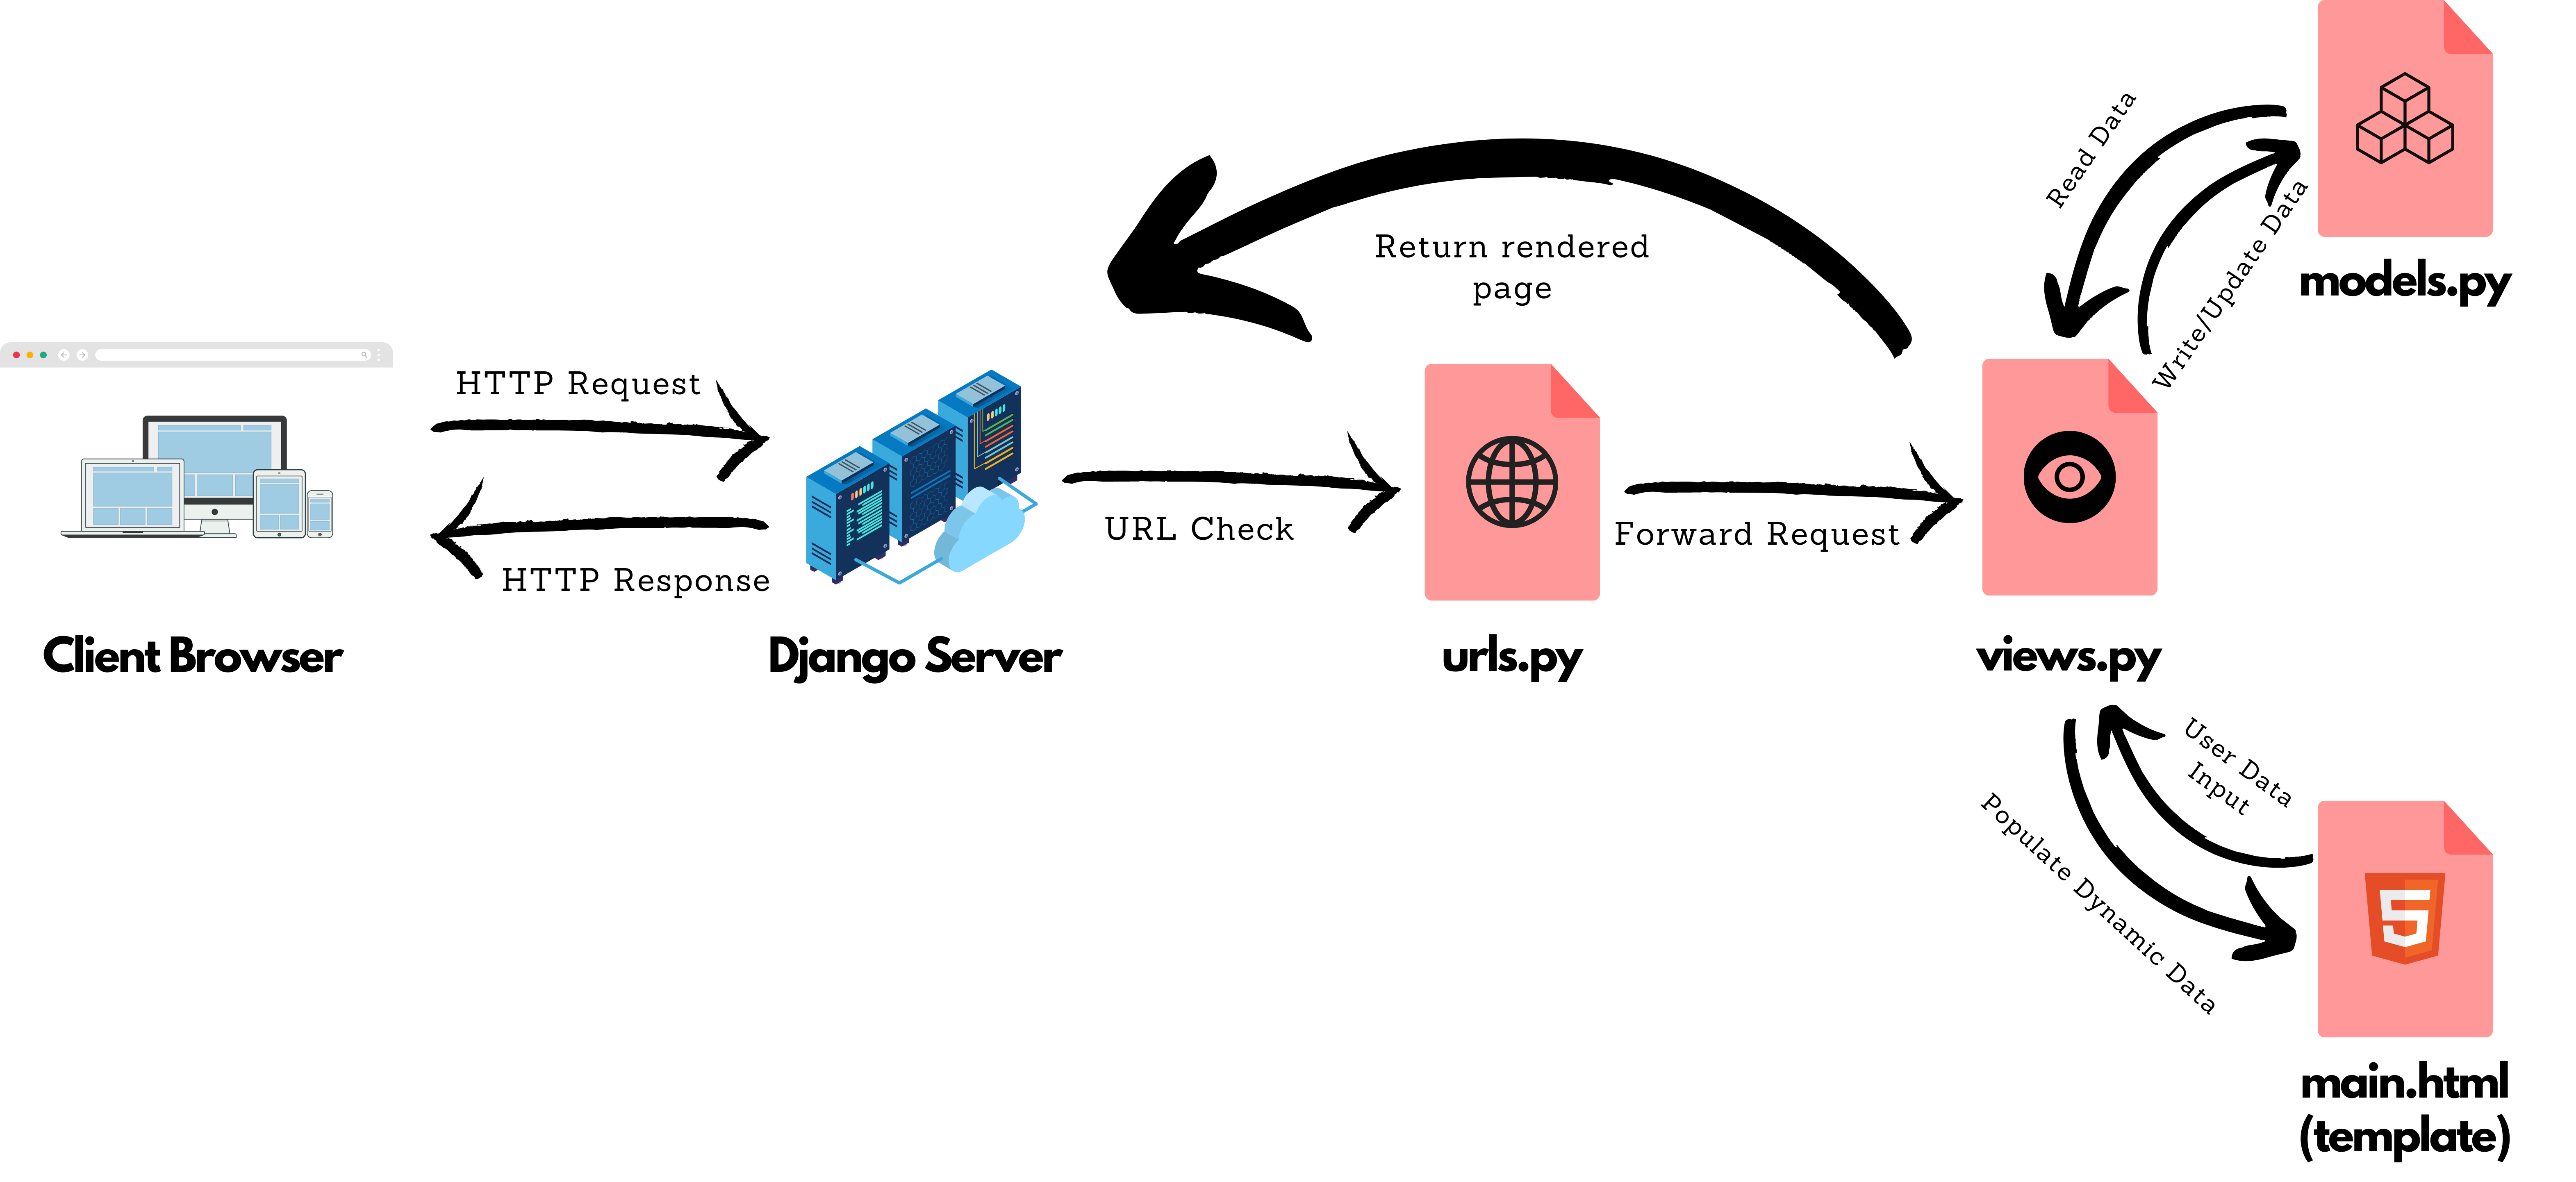 Read Data
Write/Update Data
models.py
Return rendered
page
HTTP Request
HTTP Response
URL Check
Forward Request
Client Browser
Django Server
urls.py
views.py
User Data
Input
Populate Dynamic Data
main.html
(template)